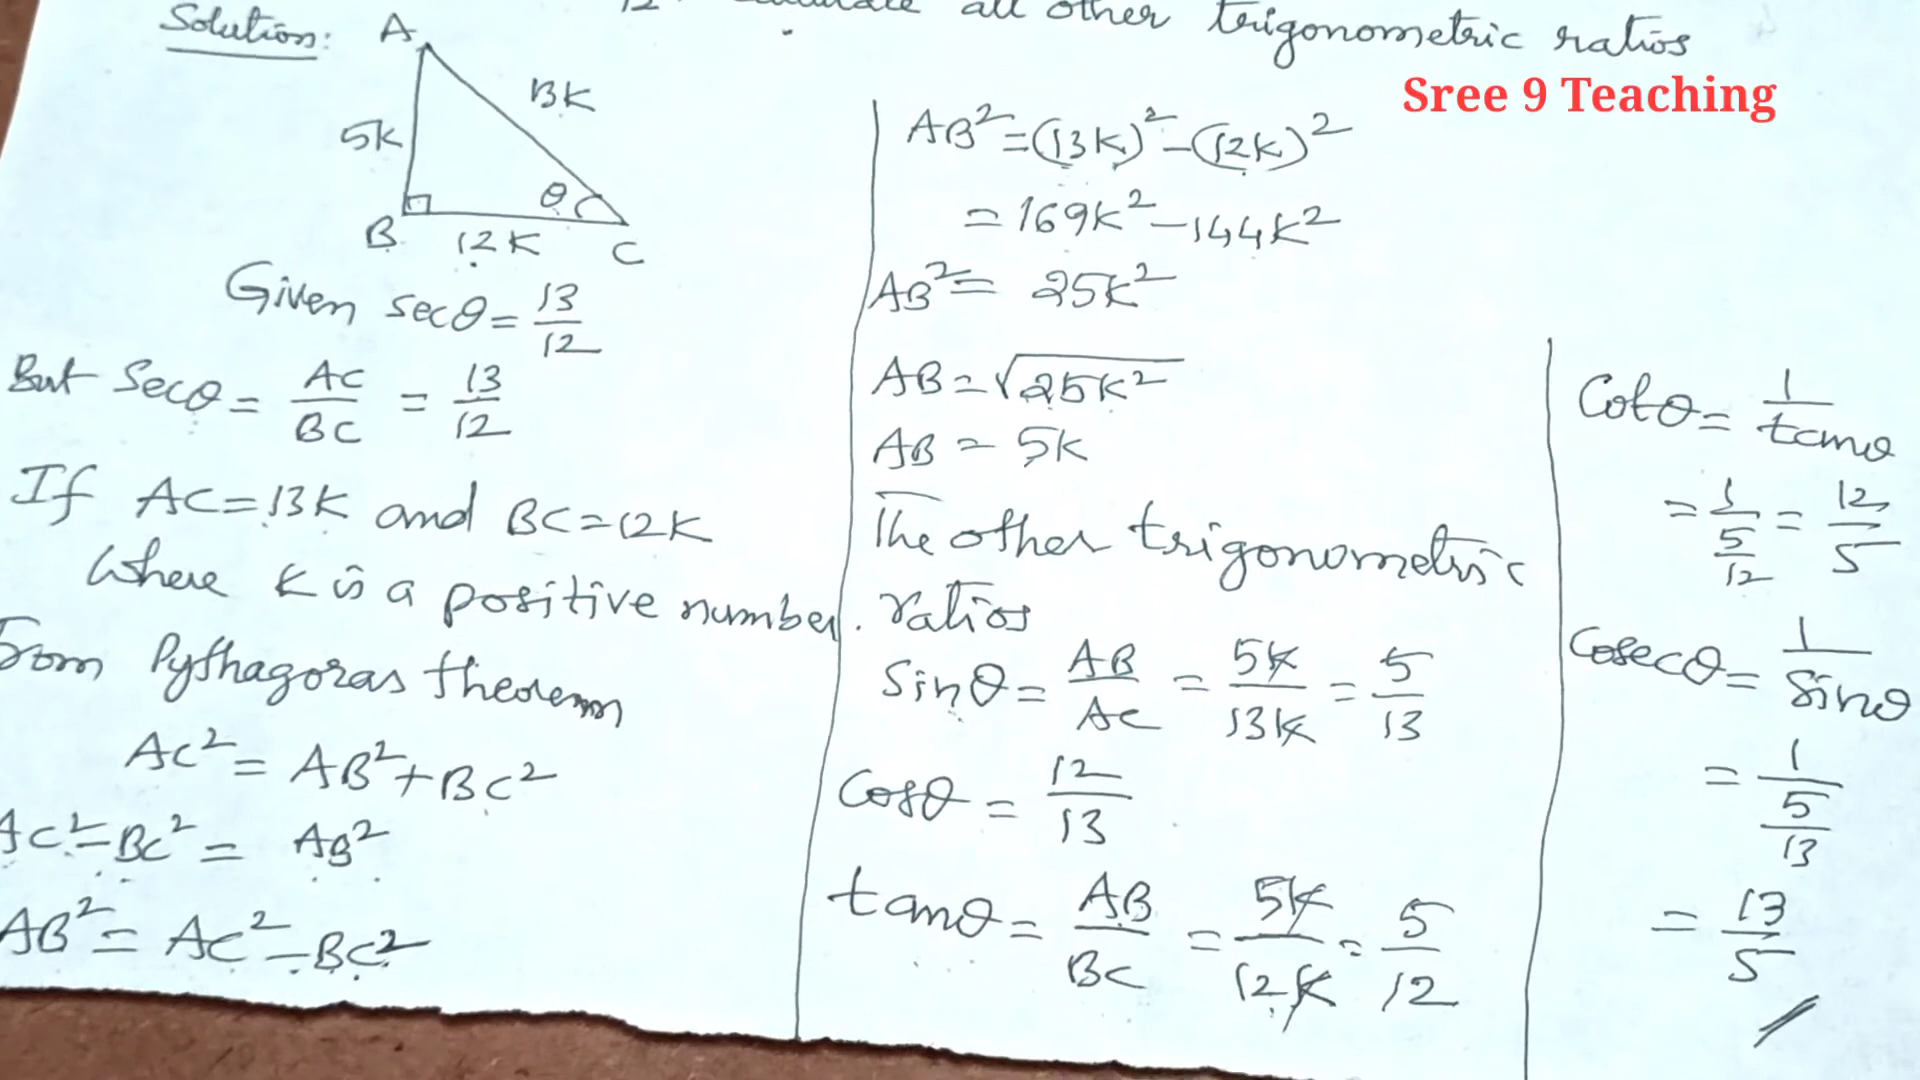 12 all other trigonometric ratios
Sree 9 Teaching
Solution:
A
13K
5K
θ
B
12K
C
Given secθ = 13/12
But Secθ = AC/BC = 13/12
If AC = 13K and BC = 12K
Where K is a positive number.
From Pythagoras theorem
AC² = AB² + BC²
AC² - BC² = AB²
AB² = AC² - BC²
AB² = (13K)² - (12K)²
= 169K² - 144K²
AB² = 25K²
AB = √25K²
AB = 5K
The other trigonometric
ratios
Sinθ = AB/AC = 5K/13K = 5/13
Cosθ = 12/13
tanθ = AB/BC = 5K/12K = 5/12
Cotθ = 1/tanθ
= 1/(5/12) = 12/5
Cosecθ = 1/Sinθ
= 1/(5/13)
= 13/5